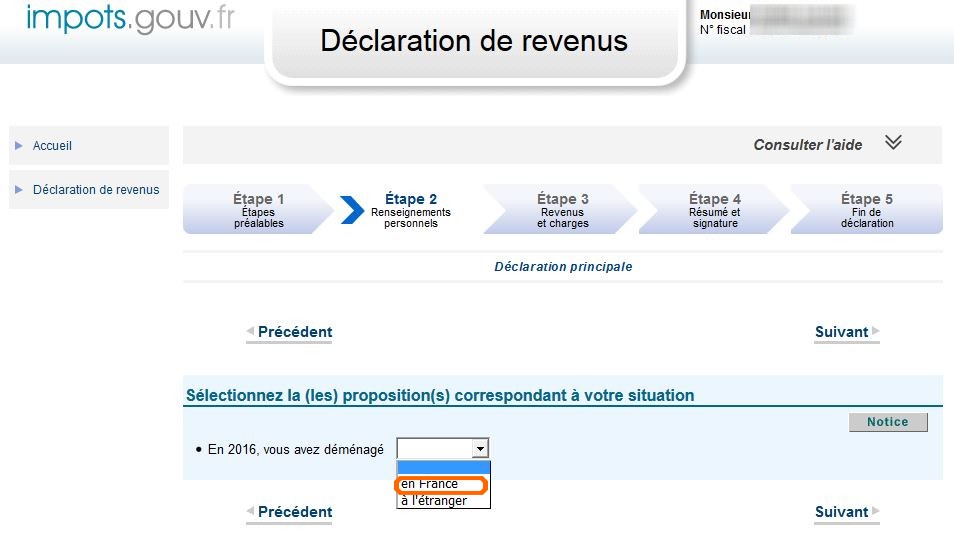 impots.gouv.fr
Déclaration de revenus
Monsieur
N° fiscal
Accueil
Déclaration de revenus
Consulter l'aide
Étape 1
Étapes
préalables
Étape 2
Renseignements
personnels
Étape 3
Revenus
et charges
Étape 4
Résumé et
signature
Étape 5
Fin de
déclaration
Déclaration principale
Précédent
Suivant
Sélectionnez la (les) proposition(s) correspondant à votre situation
Notice
• En 2016, vous avez déménagé
en France
à l'étranger
Précédent
Suivant